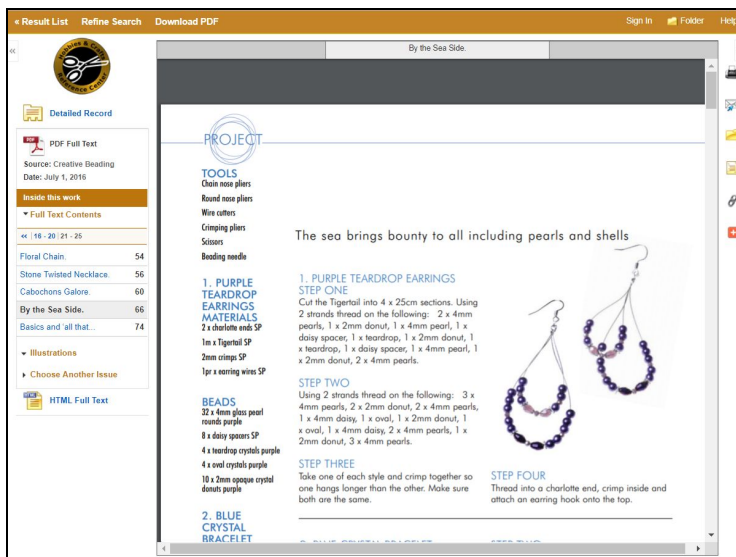 « Result List Refine Search Download PDF Sign In Folder Help
«
Hobbies & Crafts
Reference Center
Detailed Record
PDF Full Text
Source: Creative Beading
Date: July 1, 2016
Inside this work
Full Text Contents
« 16 - 20 21 - 25
Floral Chain. 54
Stone Twisted Necklace. 56
Cabochons Galore. 60
By the Sea Side. 66
Basics and 'all that... 74
Illustrations
Choose Another Issue
HTML Full Text
By the Sea Side.
PROJECT
TOOLS
Chain nose pliers
Round nose pliers
Wire cutters
Crimping pliers
Scissors
Beading needle
1. PURPLE
TEARDROP
EARRINGS
MATERIALS
2 x charlotte ends SP
1m x Tigertail SP
2mm crimps SP
1pr x earring wires SP
BEADS
32 x 4mm glass pearl
rounds purple
8 x daisy spacers SP
4 x teardrop crystals purple
4 x oval crystals purple
10 x 2mm opaque crystal
donuts purple
2. BLUE
CRYSTAL
BRACELET
The sea brings bounty to all including pearls and shells
1. PURPLE TEARDROP EARRINGS
STEP ONE
Cut the Tigertail into 4 x 25cm sections. Using
2 strands thread on the following: 2 x 4mm
pearls, 1 x 2mm donut, 1 x 4mm pearl, 1 x
daisy spacer, 1 x teardrop, 1 x 2mm donut, 1
x teardrop, 1 x daisy spacer, 1 x 4mm pearl, 1
x 2mm donut, 2 x 4mm pearls.
STEP TWO
Using 2 strands thread on the following: 3 x
4mm pearls, 2 x 2mm donut, 2 x 4mm pearls,
1 x 4mm daisy, 1 x oval, 1 x 2mm donut, 1
x oval, 1 x 4mm daisy, 2 x 4mm pearls, 1 x
2mm donut, 3 x 4mm pearls.
STEP THREE
Take one of each style and crimp together so
one hangs longer than the other. Make sure
both are the same.
STEP FOUR
Thread into a charlotte end, crimp inside and
attach an earring hook onto the top.